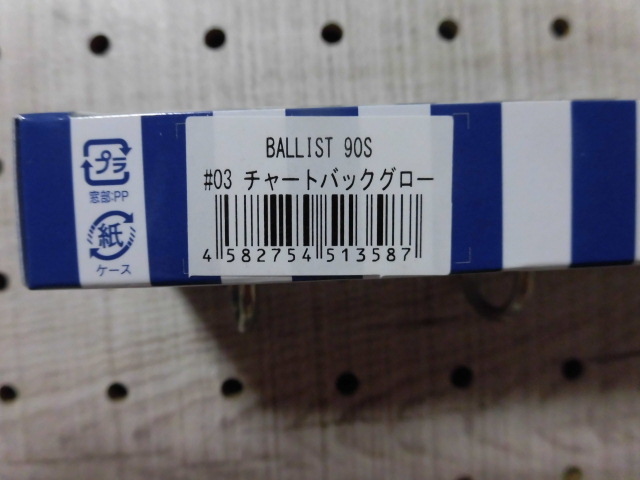 プラ
窓部:PP
紙
ケース
BALLIST 90S
#03 チャートバックグロー
4 582754 513587